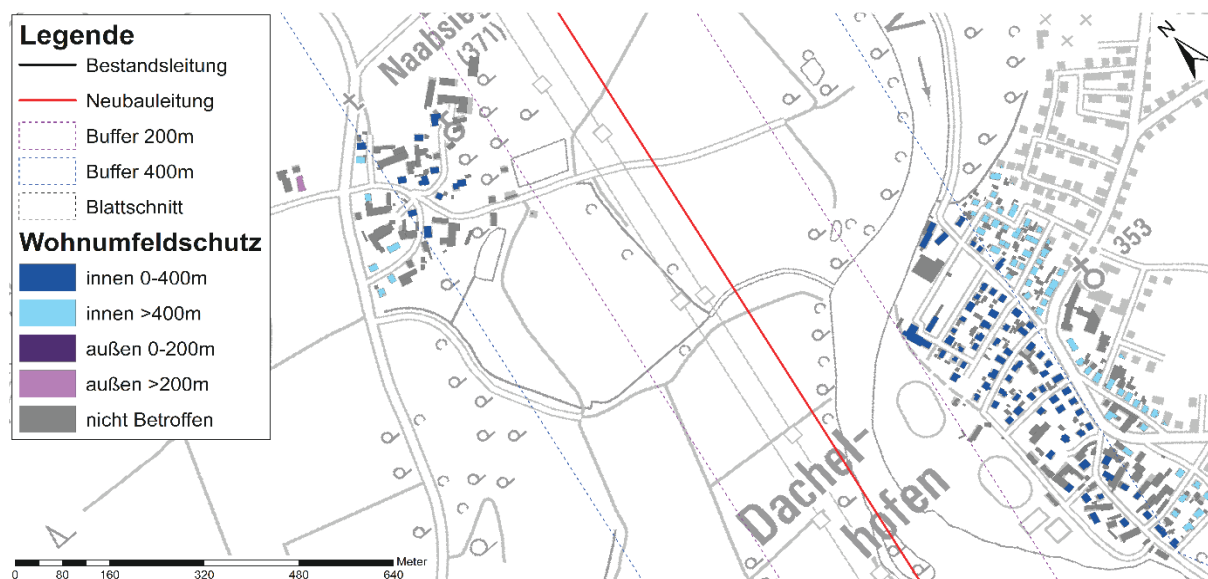 Legende
Bestandsleitung
Neubauleitung
Buffer 200m
Buffer 400m
Blattschnitt
Wohnumfeldschutz
innen 0-400m
innen >400m
außen 0-200m
außen >200m
nicht Betroffen
(371)
N
353
Dachel-
hofen
Meter
0 80 160 320 480 640